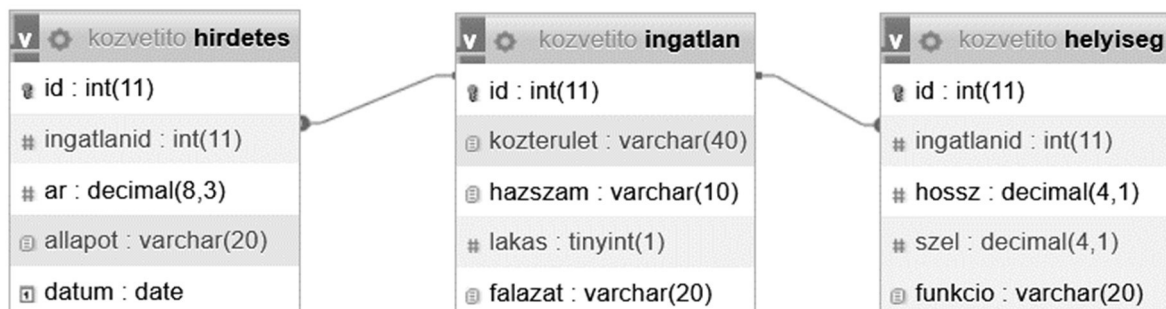 kozvetito hirdetes
id : int(11)
ingatlanid : int(11)
ar : decimal(8,3)
allapot : varchar(20)
datum : date
kozvetito ingatlan
id : int(11)
kozterulet : varchar(40)
hazszam : varchar(10)
lakas : tinyint(1)
falazat : varchar(20)
kozvetito helyiseg
id : int(11)
ingatlanid : int(11)
hossz : decimal(4,1)
szel : decimal(4,1)
funkcio : varchar(20)